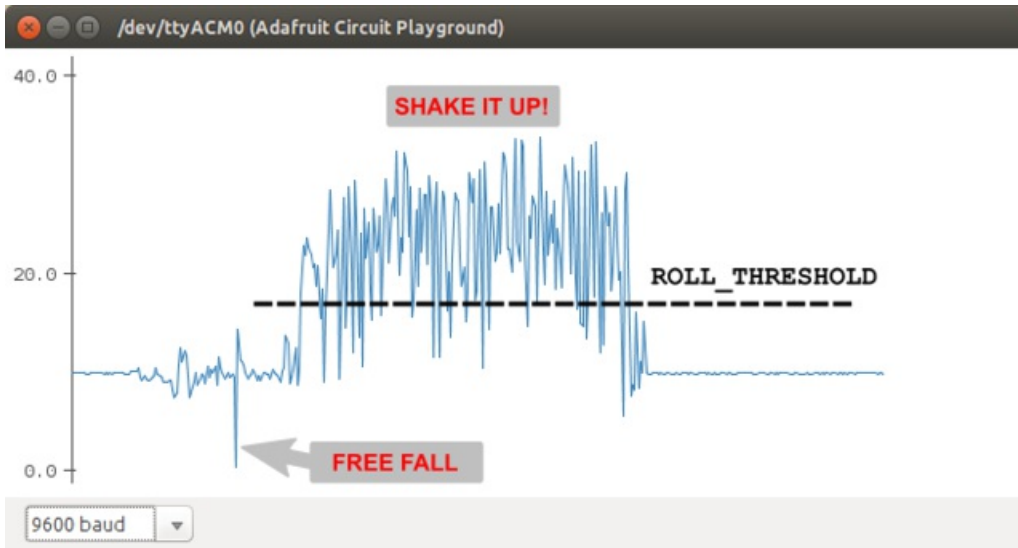 /dev/ttyACM0 (Adafruit Circuit Playground)
40.0
SHAKE IT UP!
20.0
ROLL_THRESHOLD
FREE FALL
0.0
9600 baud